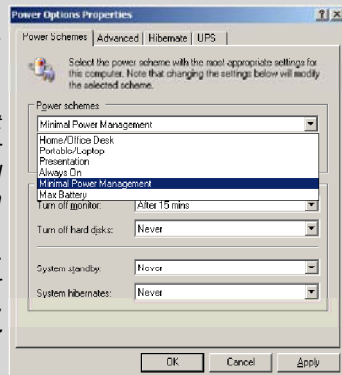 Power Options Properties
Power Schemes Advanced Hibernate UPS
Select the power scheme with the most appropriate settings for
this computer. Note that changing the settings below will modify
the selected scheme.
Power schemes
Minimal Power Management
Home/Office Desk
Portable/Laptop
Presentation
Always On
Minimal Power Management
Max Battery
Turn off monitor: After 15 mins
Turn off hard disks: Never
System standby: Never
System hibernates: Never
OK Cancel Apply